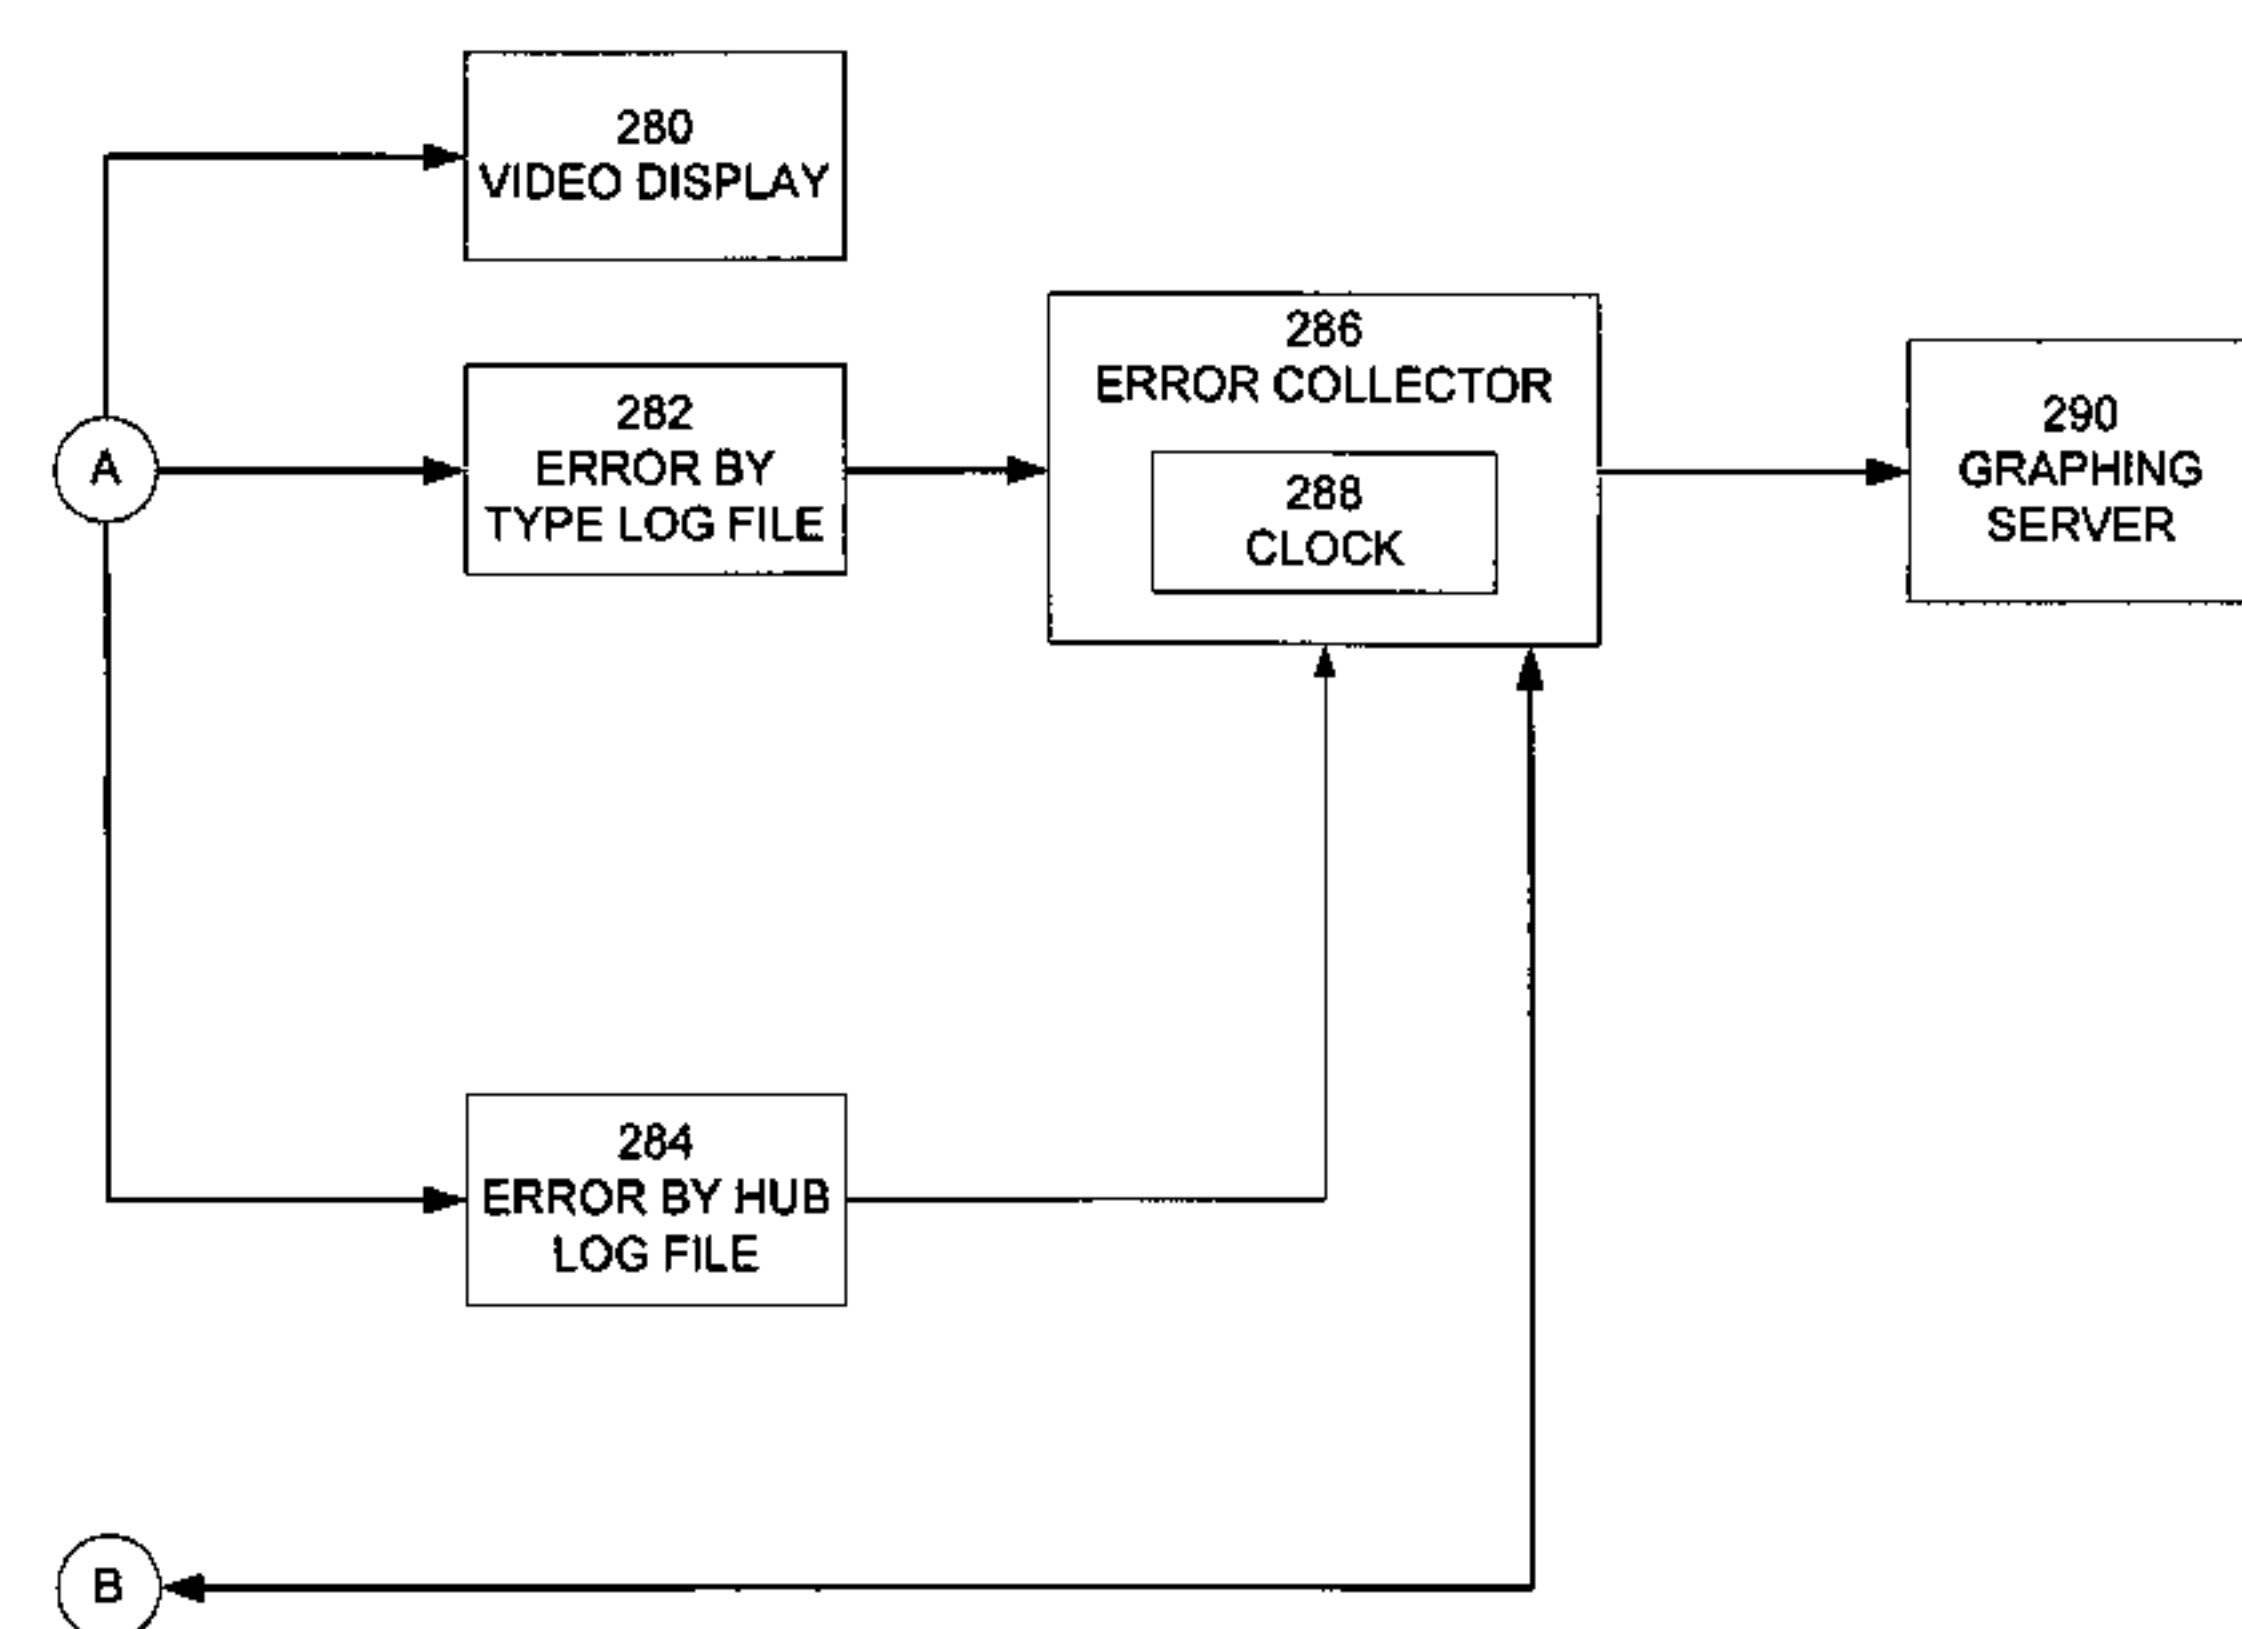 280
VIDEO DISPLAY
286
ERROR COLLECTOR
282
ERROR BY
TYPE LOG FILE
A
288
CLOCK
290
GRAPHING
SERVER
284
ERROR BY HUB
LOG FILE
B